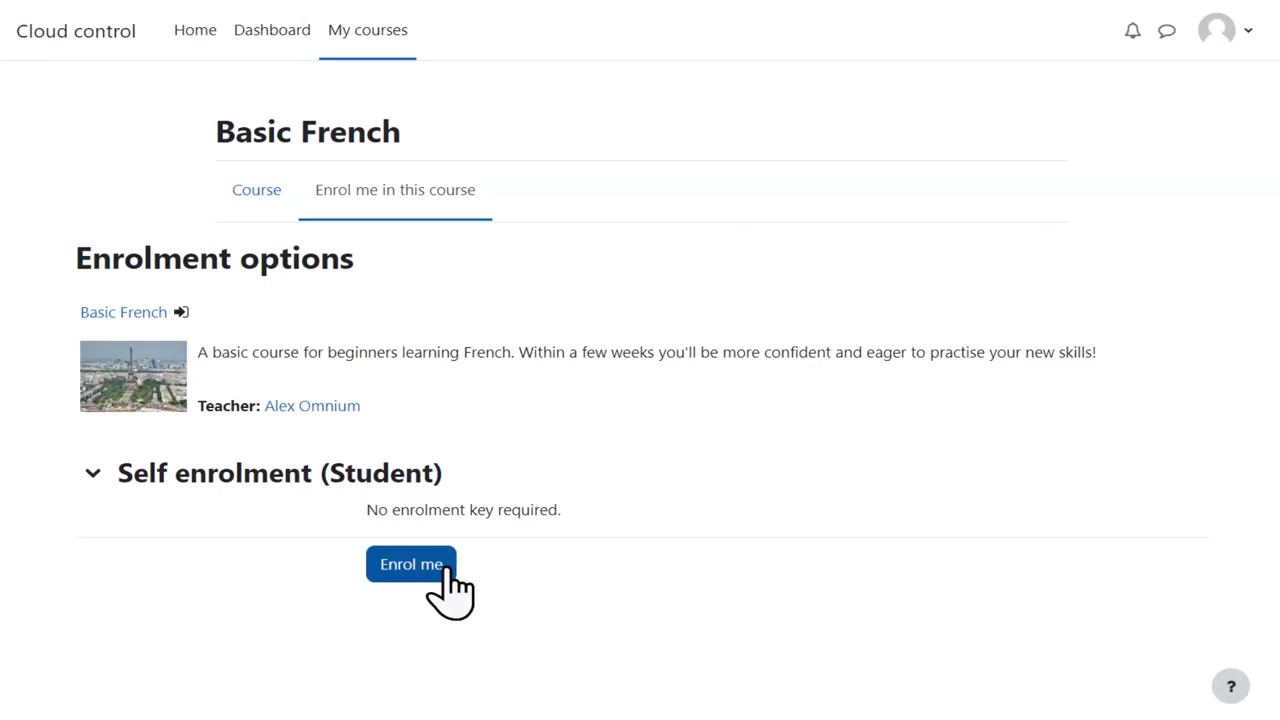 Cloud control
Home
Dashboard
My courses
Basic French
Course
Enrol me in this course
Enrolment options
Basic French
A basic course for beginners learning French. Within a few weeks you'll be more confident and eager to practise your new skills!
Teacher: Alex Omnium
Self enrolment (Student)
No enrolment key required.
Enrol me
?